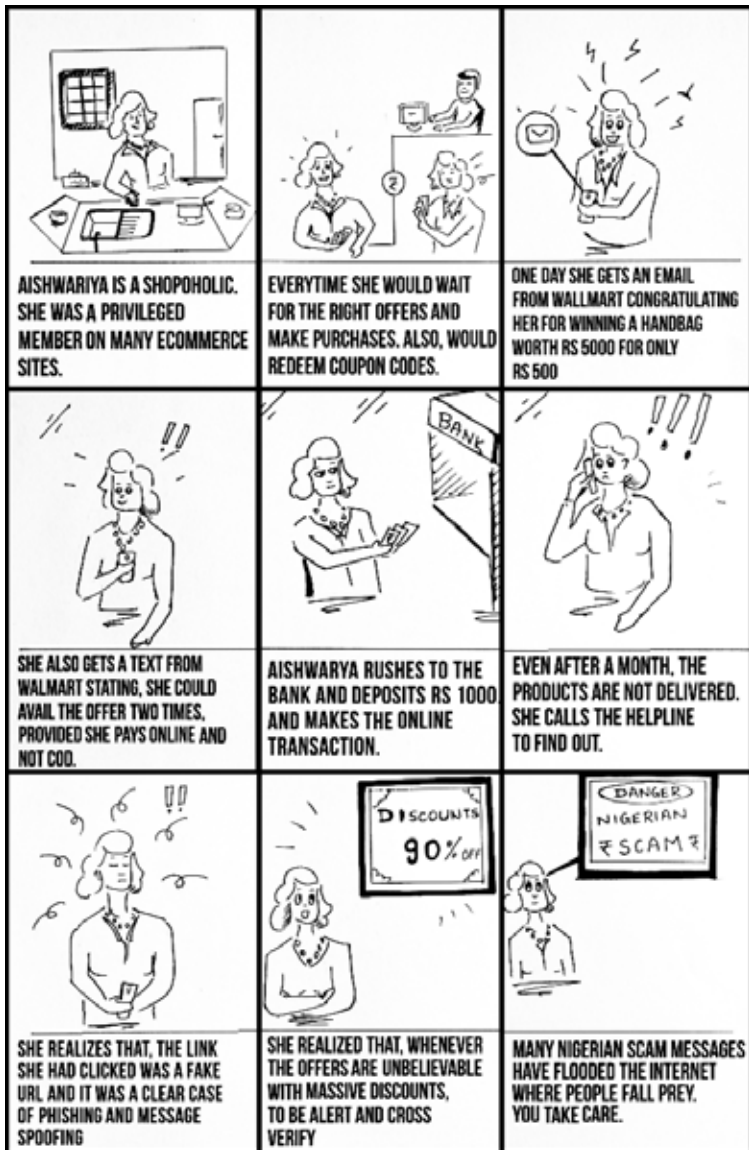 AISHWARIYA IS A SHOPOHOLIC.
SHE WAS A PRIVILEGED
MEMBER ON MANY ECOMMERCE
SITES.
₹
EVERYTIME SHE WOULD WAIT
FOR THE RIGHT OFFERS AND
MAKE PURCHASES. ALSO, WOULD
REDEEM COUPON CODES.
ONE DAY SHE GETS AN EMAIL
FROM WALLMART CONGRATULATING
HER FOR WINNING A HANDBAG
WORTH RS 5000 FOR ONLY
RS 500
!!
SHE ALSO GETS A TEXT FROM
WALMART STATING, SHE COULD
AVAIL THE OFFER TWO TIMES,
PROVIDED SHE PAYS ONLINE AND
NOT COD.
BANK
AISHWARYA RUSHES TO THE
BANK AND DEPOSITS RS 1000
AND MAKES THE ONLINE
TRANSACTION.
!!!
EVEN AFTER A MONTH, THE
PRODUCTS ARE NOT DELIVERED.
SHE CALLS THE HELPLINE
TO FIND OUT.
!!
SHE REALIZES THAT, THE LINK
SHE HAD CLICKED WAS A FAKE
URL AND IT WAS A CLEAR CASE
OF PHISHING AND MESSAGE
SPOOFING
DISCOUNTS
90% OFF
SHE REALIZED THAT, WHENEVER
THE OFFERS ARE UNBELIEVABLE
WITH MASSIVE DISCOUNTS,
TO BE ALERT AND CROSS
VERIFY
DANGER
NIGERIAN
₹ SCAM ₹
MANY NIGERIAN SCAM MESSAGES
HAVE FLOODED THE INTERNET
WHERE PEOPLE FALL PREY.
YOU TAKE CARE.